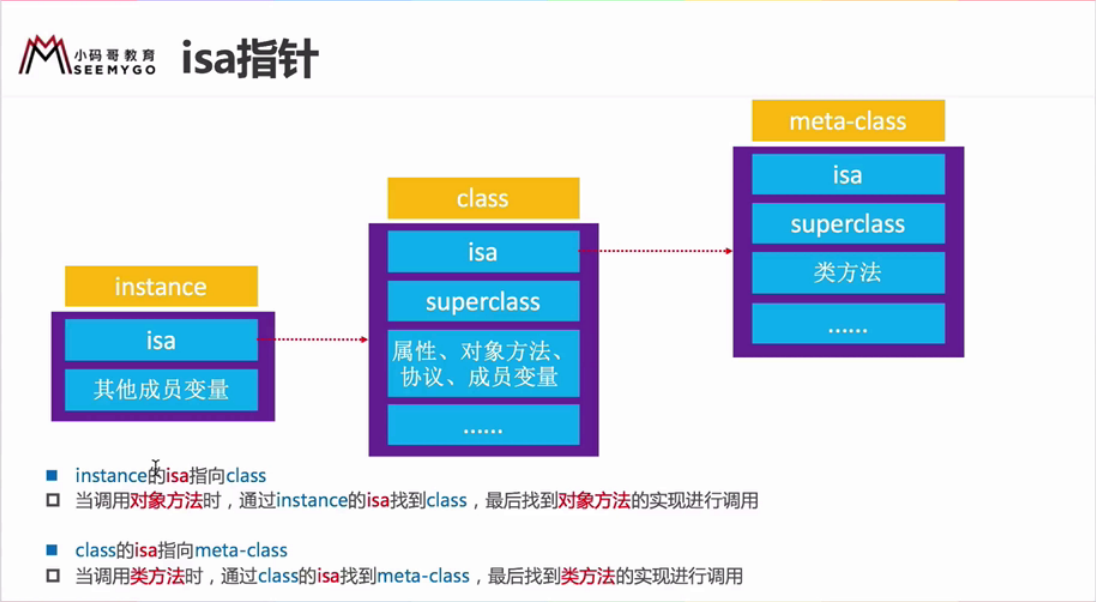 小码哥教育
SEEMYGO
isa指针
meta-class
isa
superclass
类方法
......
class
isa
superclass
属性、对象方法、
协议、成员变量
......
instance
isa
其他成员变量
instance的isa指向class
当调用对象方法时，通过instance的isa找到class，最后找到对象方法的实现进行调用
class的isa指向meta-class
当调用类方法时，通过class的isa找到meta-class，最后找到类方法的实现进行调用